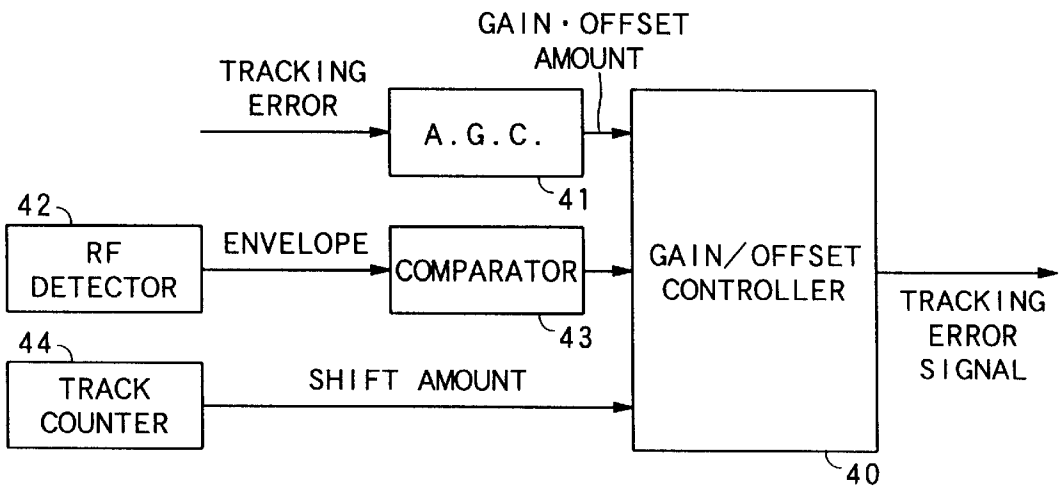 GAIN·OFFSET
AMOUNT
TRACKING
ERROR
A.G.C.
41
42
RF
DETECTOR
ENVELOPE
COMPARATOR
43
GAIN/OFFSET
CONTROLLER
TRACKING
ERROR
SIGNAL
44
TRACK
COUNTER
SHIFT AMOUNT
40